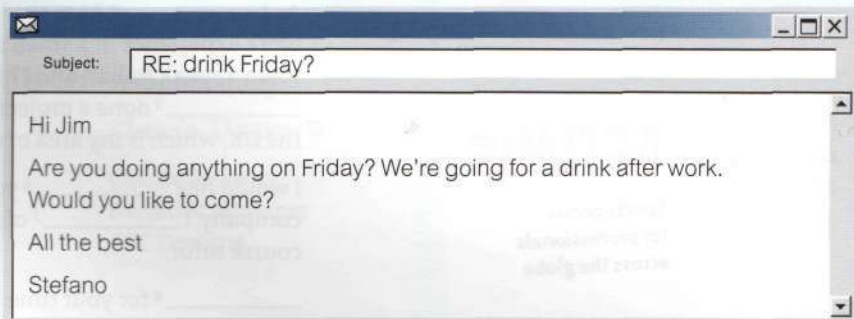 Subject: RE: drink Friday?
Hi Jim
Are you doing anything on Friday? We're going for a drink after work.
Would you like to come?
All the best
Stefano